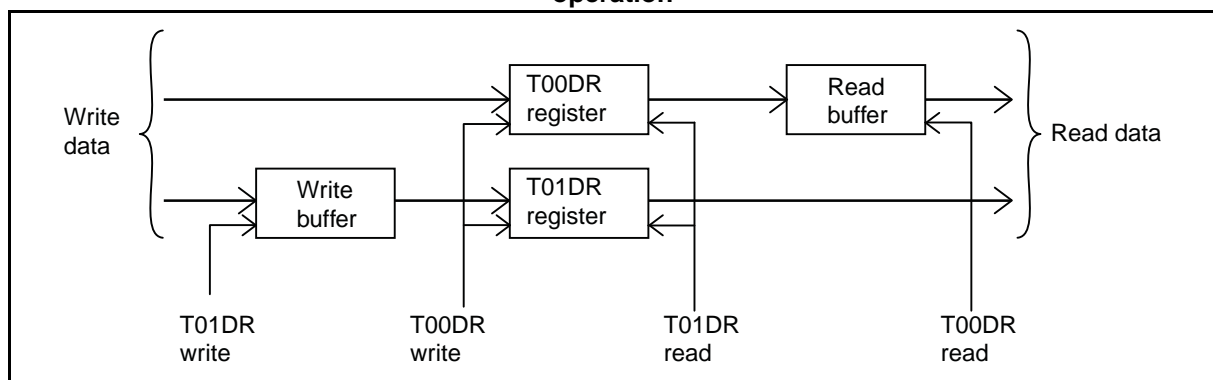 operation
Write
data
T00DR
register
Read
buffer
Read data
Write
buffer
T01DR
register
T01DR
write
T00DR
write
T01DR
read
T00DR
read